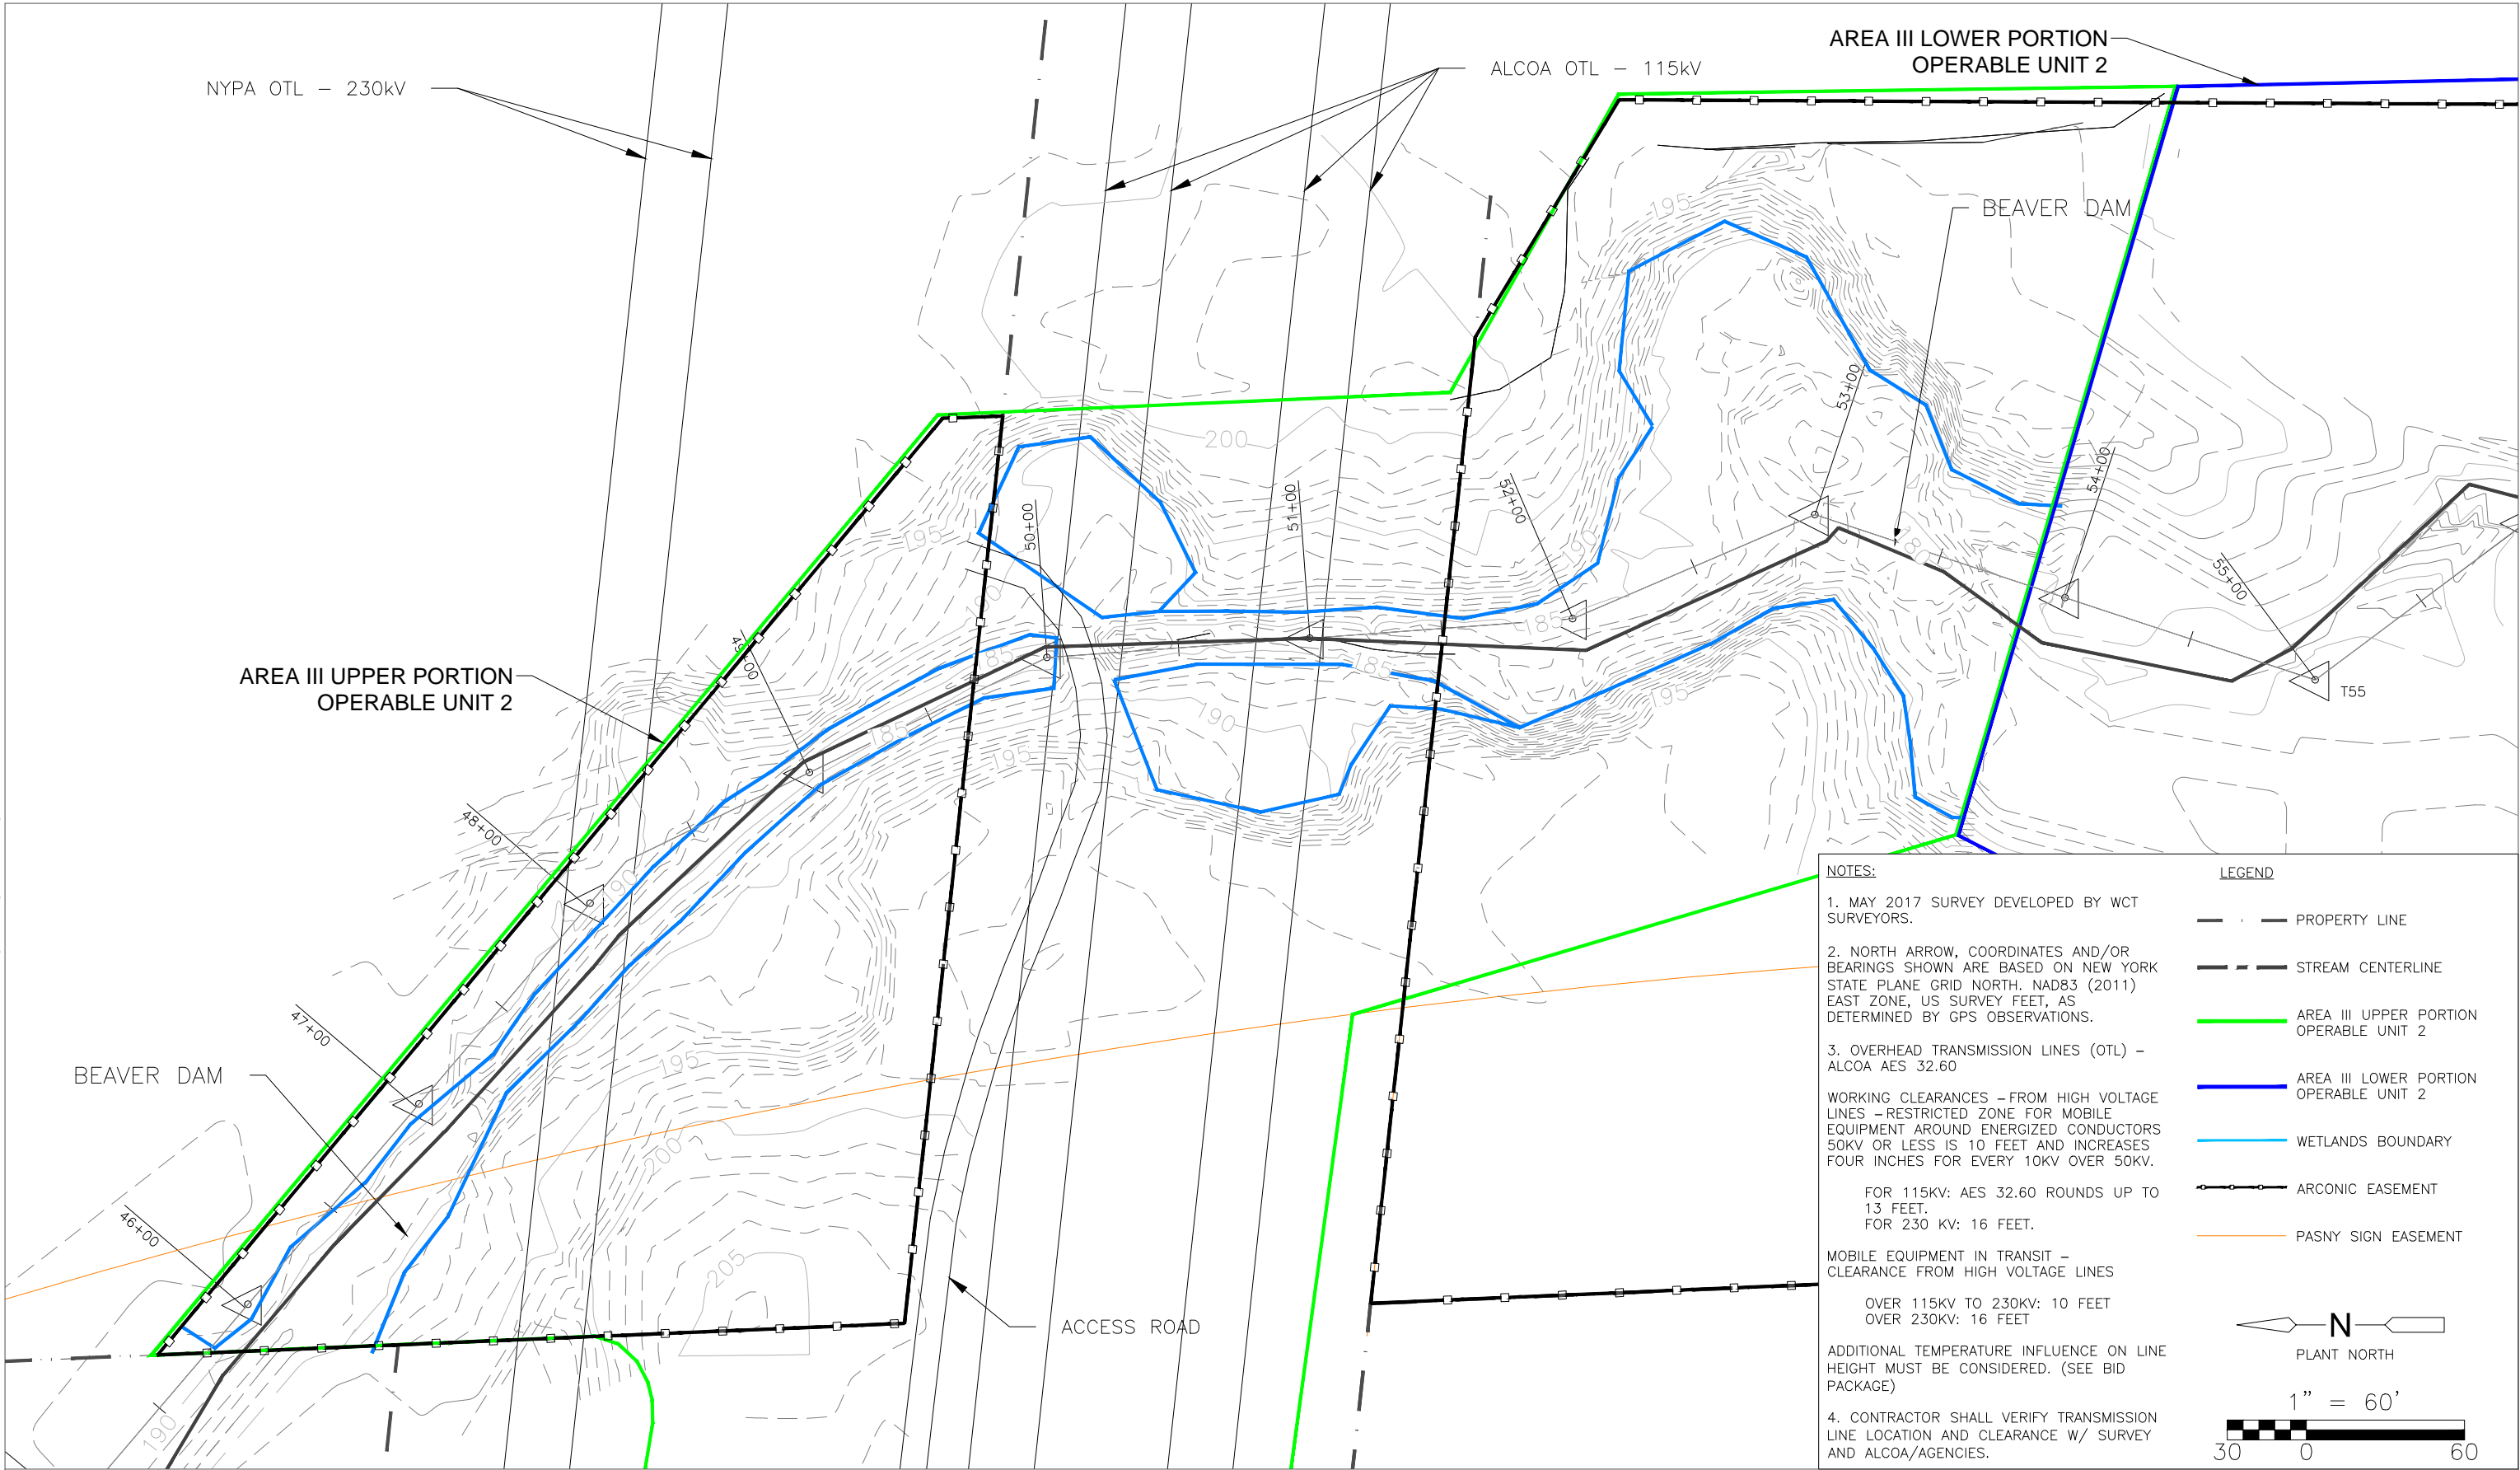 AREA III LOWER PORTION
OPERABLE UNIT 2
NYPA OTL – 230kV
ALCOA OTL – 115kV
BEAVER DAM
195
53+00
200
54+00
52+00
51+00
50+00
195
190
180
190
55+00
T55
185
49+00
185
185
185
195
190
195
AREA III UPPER PORTION
OPERABLE UNIT 2
48+00
190
47+00
BEAVER DAM
195
200
46+00
205
190
ACCESS ROAD
NOTES:
1. MAY 2017 SURVEY DEVELOPED BY WCT
SURVEYORS.
2. NORTH ARROW, COORDINATES AND/OR
BEARINGS SHOWN ARE BASED ON NEW YORK
STATE PLANE GRID NORTH. NAD83 (2011)
EAST ZONE, US SURVEY FEET, AS
DETERMINED BY GPS OBSERVATIONS.
3. OVERHEAD TRANSMISSION LINES (OTL) –
ALCOA AES 32.60
WORKING CLEARANCES – FROM HIGH VOLTAGE
LINES – RESTRICTED ZONE FOR MOBILE
EQUIPMENT AROUND ENERGIZED CONDUCTORS
50KV OR LESS IS 10 FEET AND INCREASES
FOUR INCHES FOR EVERY 10KV OVER 50KV.
FOR 115KV: AES 32.60 ROUNDS UP TO
13 FEET.
FOR 230 KV: 16 FEET.
MOBILE EQUIPMENT IN TRANSIT –
CLEARANCE FROM HIGH VOLTAGE LINES
OVER 115KV TO 230KV: 10 FEET
OVER 230KV: 16 FEET
ADDITIONAL TEMPERATURE INFLUENCE ON LINE
HEIGHT MUST BE CONSIDERED. (SEE BID
PACKAGE)
4. CONTRACTOR SHALL VERIFY TRANSMISSION
LINE LOCATION AND CLEARANCE W/ SURVEY
AND ALCOA/AGENCIES.
LEGEND
PROPERTY LINE
STREAM CENTERLINE
AREA III UPPER PORTION
OPERABLE UNIT 2
AREA III LOWER PORTION
OPERABLE UNIT 2
WETLANDS BOUNDARY
ARCONIC EASEMENT
PASNY SIGN EASEMENT
N
PLANT NORTH
1" = 60'
30 0 60